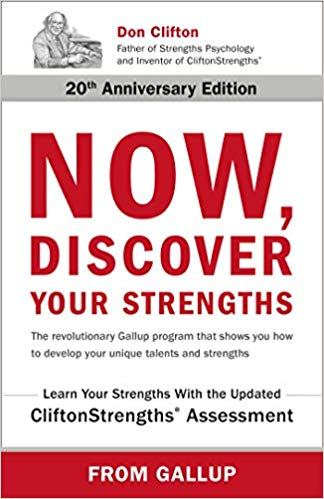 Don Clifton
Father of Strengths Psychology
and Inventor of CliftonStrengths®
20th Anniversary Edition
NOW,
DISCOVER
YOUR STRENGTHS
The revolutionary Gallup program that shows you how
to develop your unique talents and strengths
Learn Your Strengths With the Updated
CliftonStrengths® Assessment
FROM GALLUP